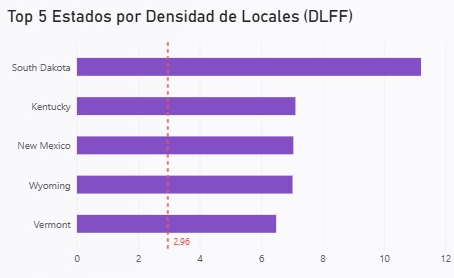 Top 5 Estados por Densidad de Locales (DLFF)
South Dakota
Kentucky
New Mexico
Wyoming
Vermont
2.96
0 2 4 6 8 10 12